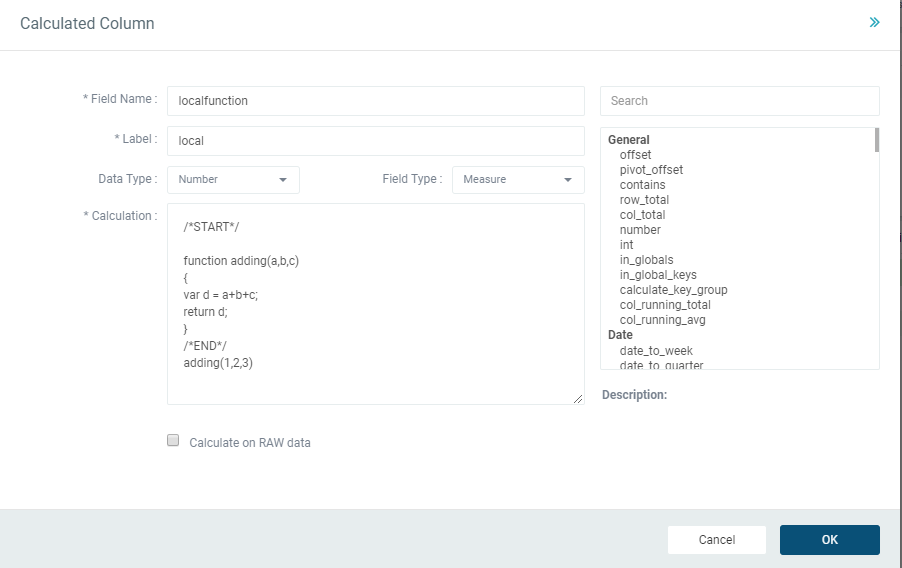 Calculated Column
* Field Name :
localfunction
* Label :
local
Data Type :
Number
Field Type :
Measure
* Calculation :
/*START*/
function adding(a,b,c)
{
var d = a+b+c;
return d;
}
/*END*/
adding(1,2,3)
Calculate on RAW data
Search
General
offset
pivot_offset
contains
row_total
col_total
number
int
in_globals
in_global_keys
calculate_key_group
col_running_total
col_running_avg
Date
date_to_week
date_to_quarter
Description:
Cancel
OK